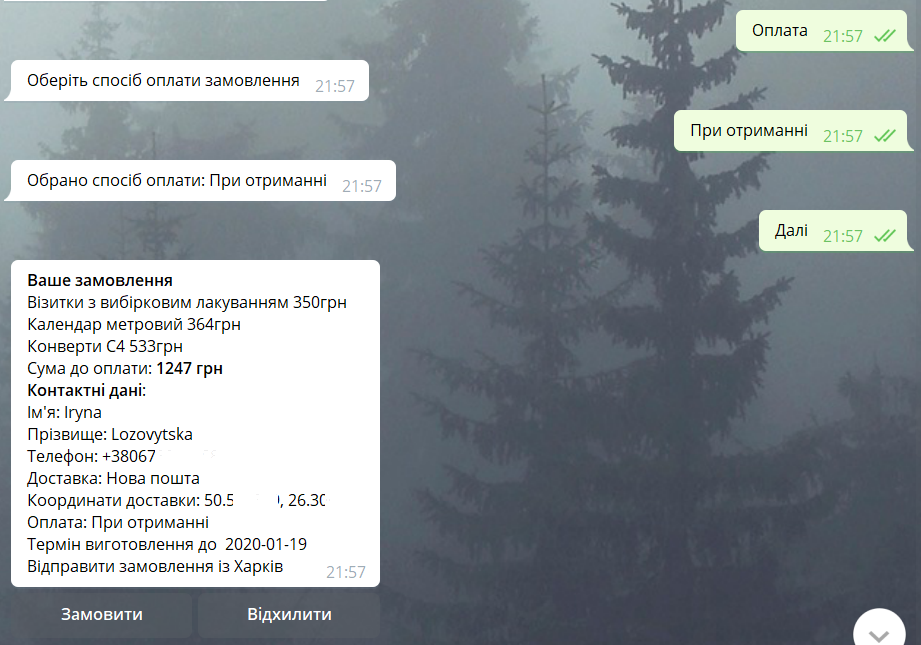 Оплата 21:57
Оберіть спосіб оплати замовлення 21:57
При отриманні 21:57
Обрано спосіб оплати: При отриманні 21:57
Далі 21:57
Ваше замовлення
Візитки з вибірковим лакуванням 350грн
Календар метровий 364грн
Конверти С4 533грн
Сума до оплати: 1247 грн
Контактні дані:
Ім'я: Iryna
Прізвище: Lozovytska
Телефон: +38067
Доставка: Нова пошта
Координати доставки: 50.5 , 26.30
Оплата: При отриманні
Термін виготовлення до 2020-01-19
Відправити замовлення із Харків 21:57
Замовити Відхилити